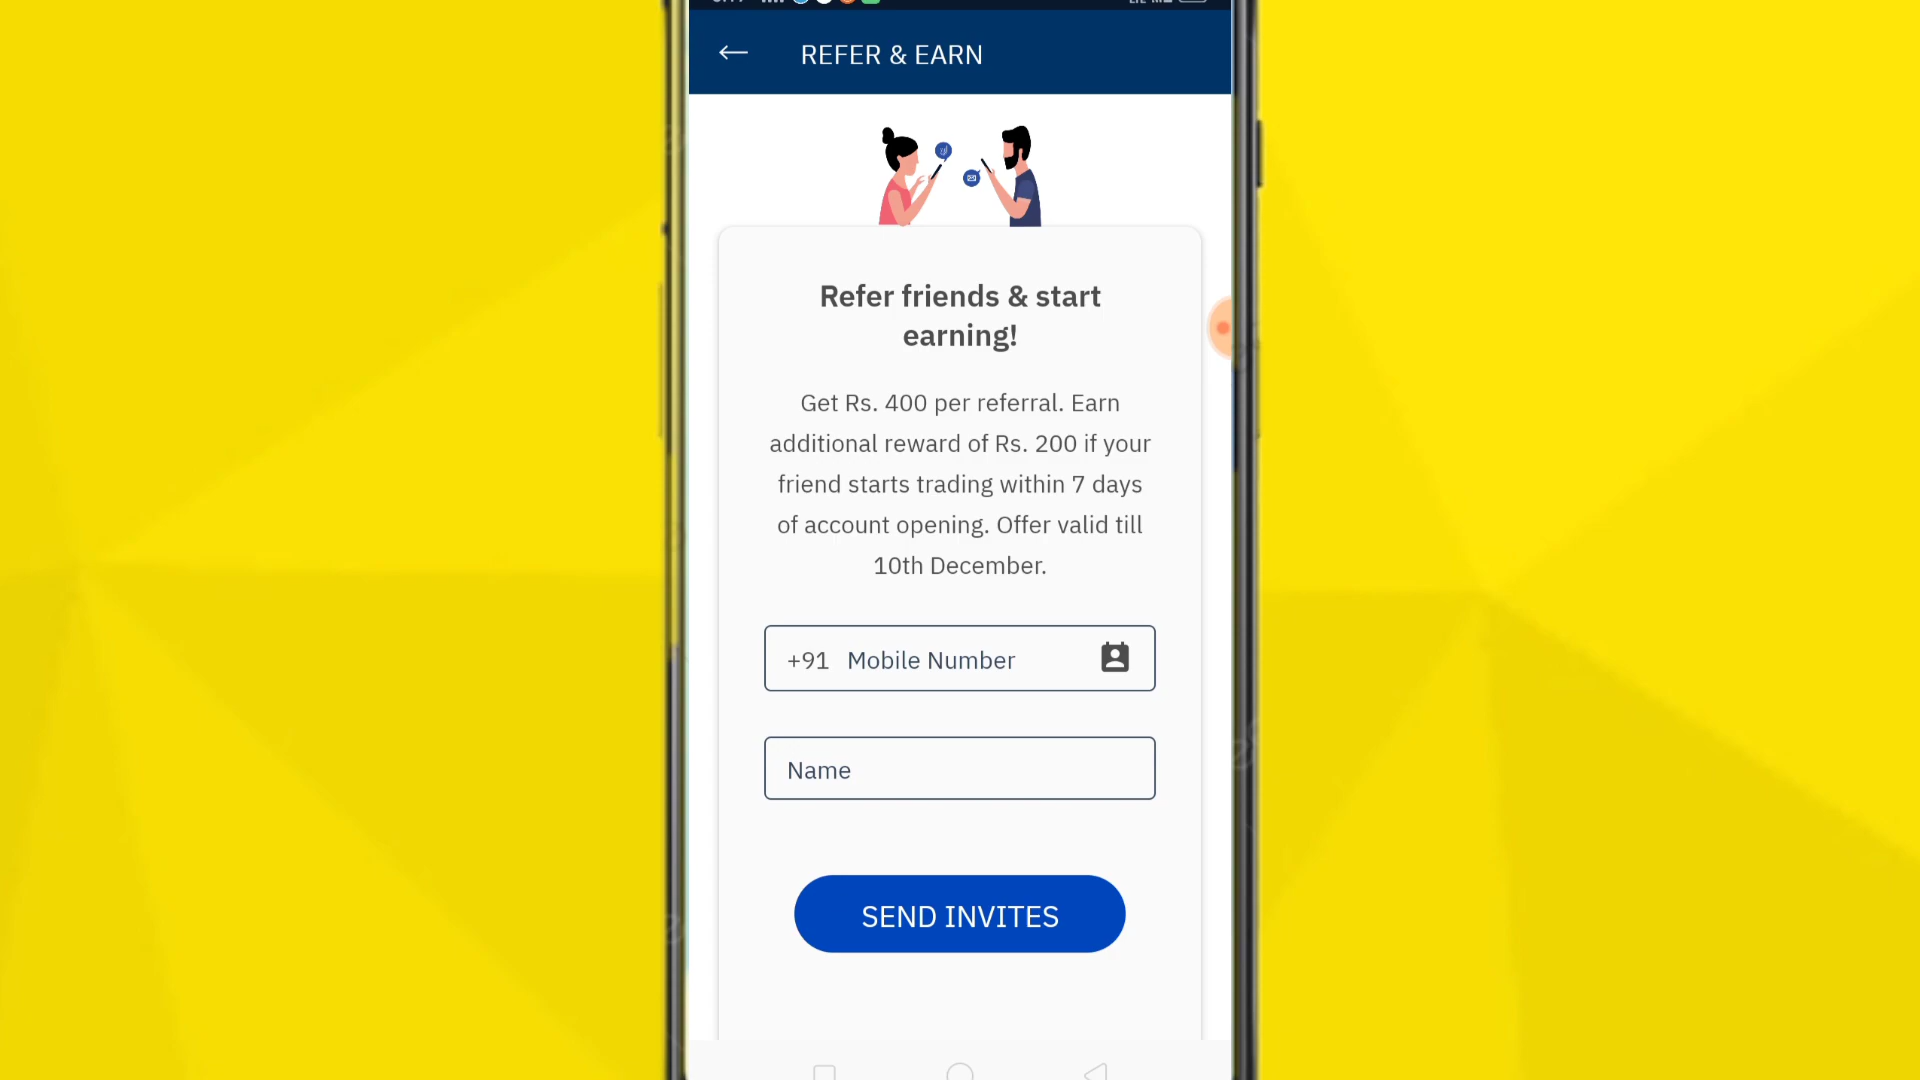 REFER & EARN
Refer friends & start
earning!
Get Rs. 400 per referral. Earn
additional reward of Rs. 200 if your
friend starts trading within 7 days
of account opening. Offer valid till
10th December.
+91 Mobile Number
Name
SEND INVITES